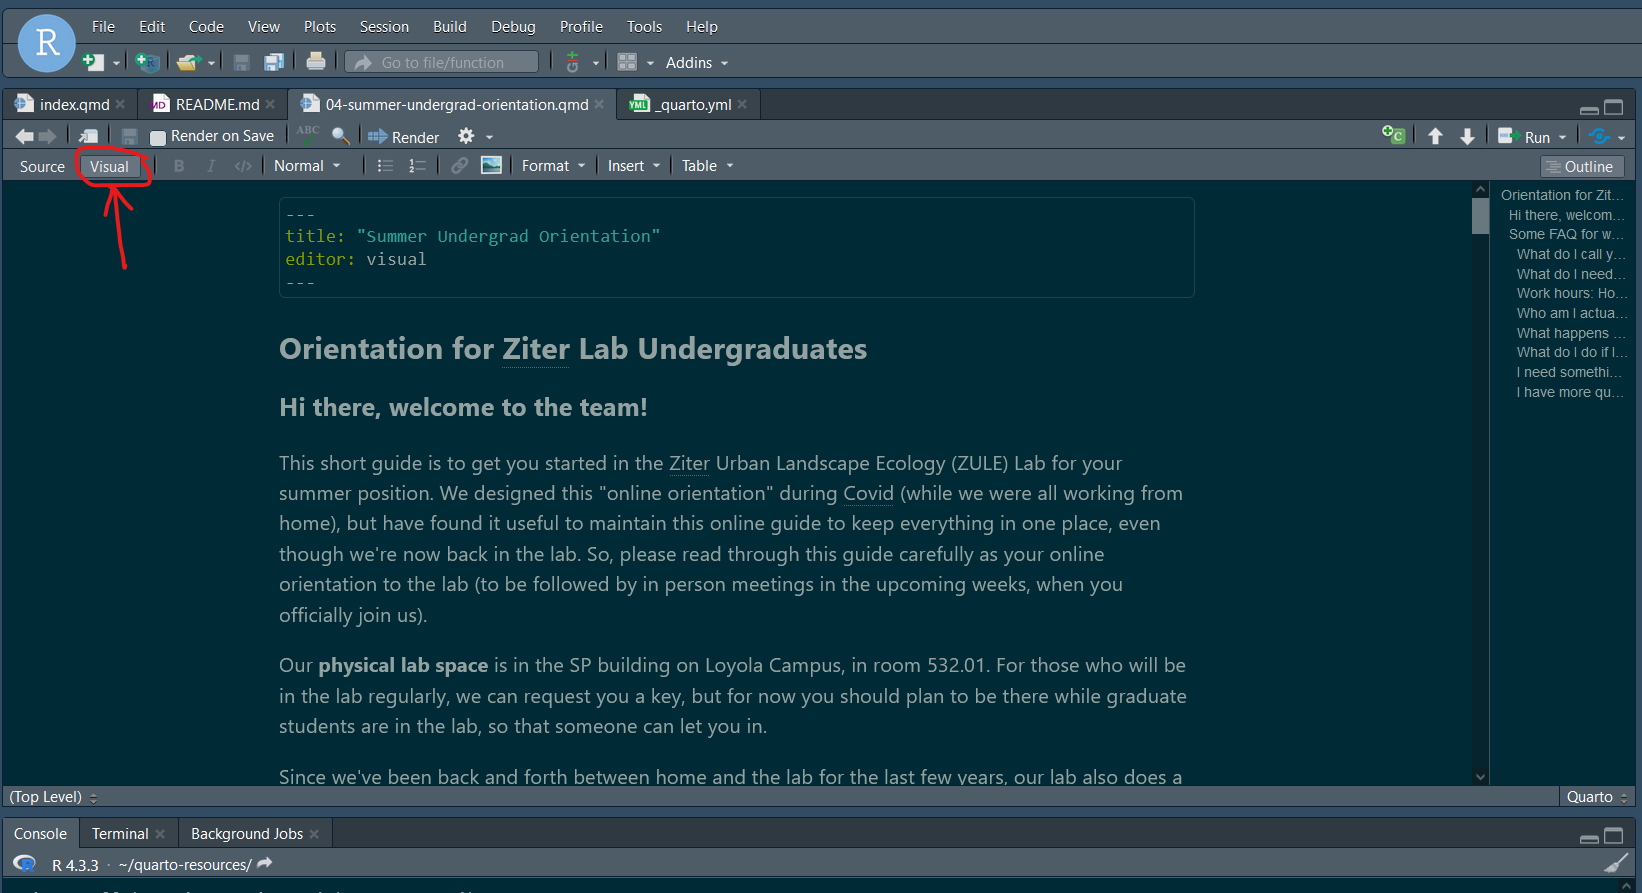 R
File Edit Code View Plots Session Build Debug Profile Tools Help
Go to file/function Addins
index.qmd README.md 04-summer-undergrad-orientation.qmd _quarto.yml
Render on Save ABC Render Run
Source Visual B I </> Normal Format Insert Table Outline
---
title: "Summer Undergrad Orientation"
editor: visual
---
Orientation for Ziter Lab Undergraduates
Hi there, welcome to the team!
This short guide is to get you started in the Ziter Urban Landscape Ecology (ZULE) Lab for your
summer position. We designed this "online orientation" during Covid (while we were all working from
home), but have found it useful to maintain this online guide to keep everything in one place, even
though we're now back in the lab. So, please read through this guide carefully as your online
orientation to the lab (to be followed by in person meetings in the upcoming weeks, when you
officially join us).
Our physical lab space is in the SP building on Loyola Campus, in room 532.01. For those who will be
in the lab regularly, we can request you a key, but for now you should plan to be there while graduate
students are in the lab, so that someone can let you in.
Since we've been back and forth between home and the lab for the last few years, our lab also does a
Orientation for Zit...
Hi there, welcom...
Some FAQ for w...
What do I call y...
What do I need...
Work hours: Ho...
Who am I actua...
What happens ...
What do I do if I...
I need somethi...
I have more qu...
(Top Level) Quarto
Console Terminal Background Jobs
R 4.3.3 · ~/quarto-resources/